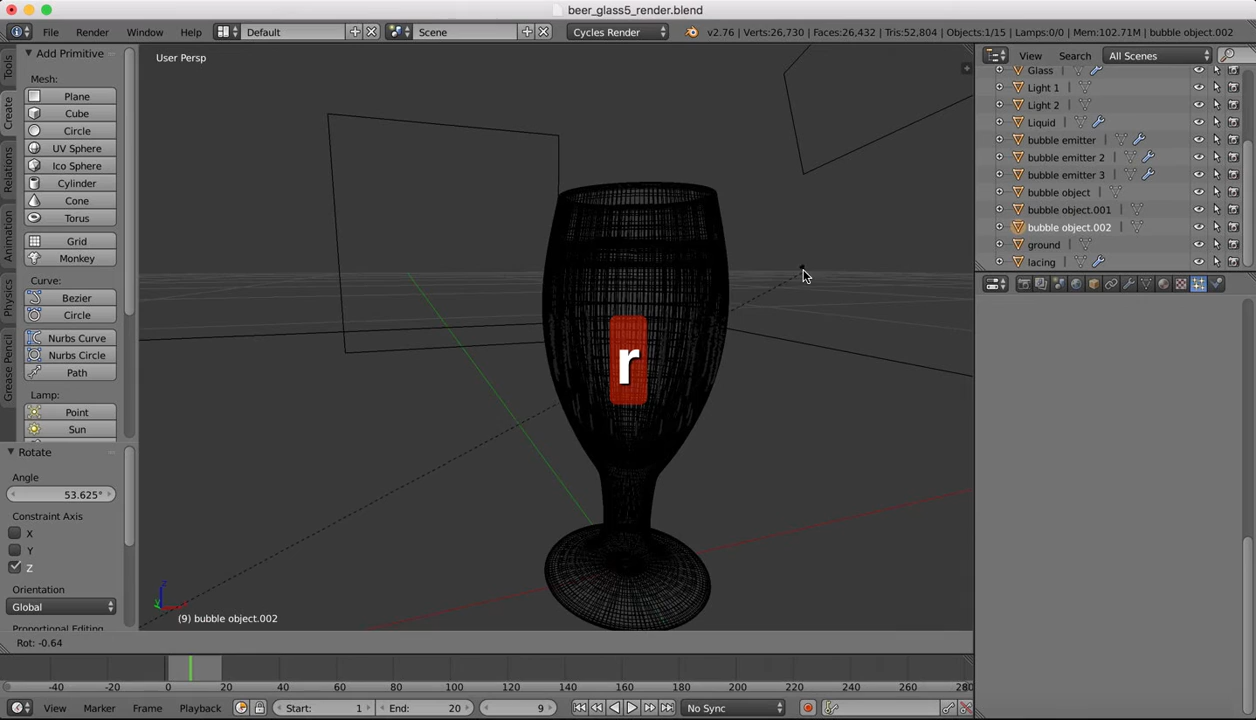 beer_glass5_render.blend
File Render Window Help Default Scene Cycles Render v2.76 | Verts:26,730 | Faces:26,432 | Tris:52,804 | Objects:1/15 | Lamps:0/0 | Mem:102.71M | bubble object.002
Tools
Create
Relations
Animation
Physics
Grease Pencil
Add Primitive
Mesh:
Plane
Cube
Circle
UV Sphere
Ico Sphere
Cylinder
Cone
Torus
Grid
Monkey
Curve:
Bezier
Circle
Nurbs Curve
Nurbs Circle
Path
Lamp:
Point
Sun
Rotate
Angle
53.625°
Constraint Axis
X
Y
Z
Orientation
Global
User Persp
r
z
(9) bubble object.002
Rot: -0.64
View Search All Scenes
Glass
Light 1
Light 2
Liquid
bubble emitter
bubble emitter 2
bubble emitter 3
bubble object
bubble object.001
bubble object.002
ground
lacing
-40 -20 0 20 40 60 80 100 120 140 160 180 200 220 240 260 280
View Marker Frame Playback Start: 1 End: 20 9 No Sync